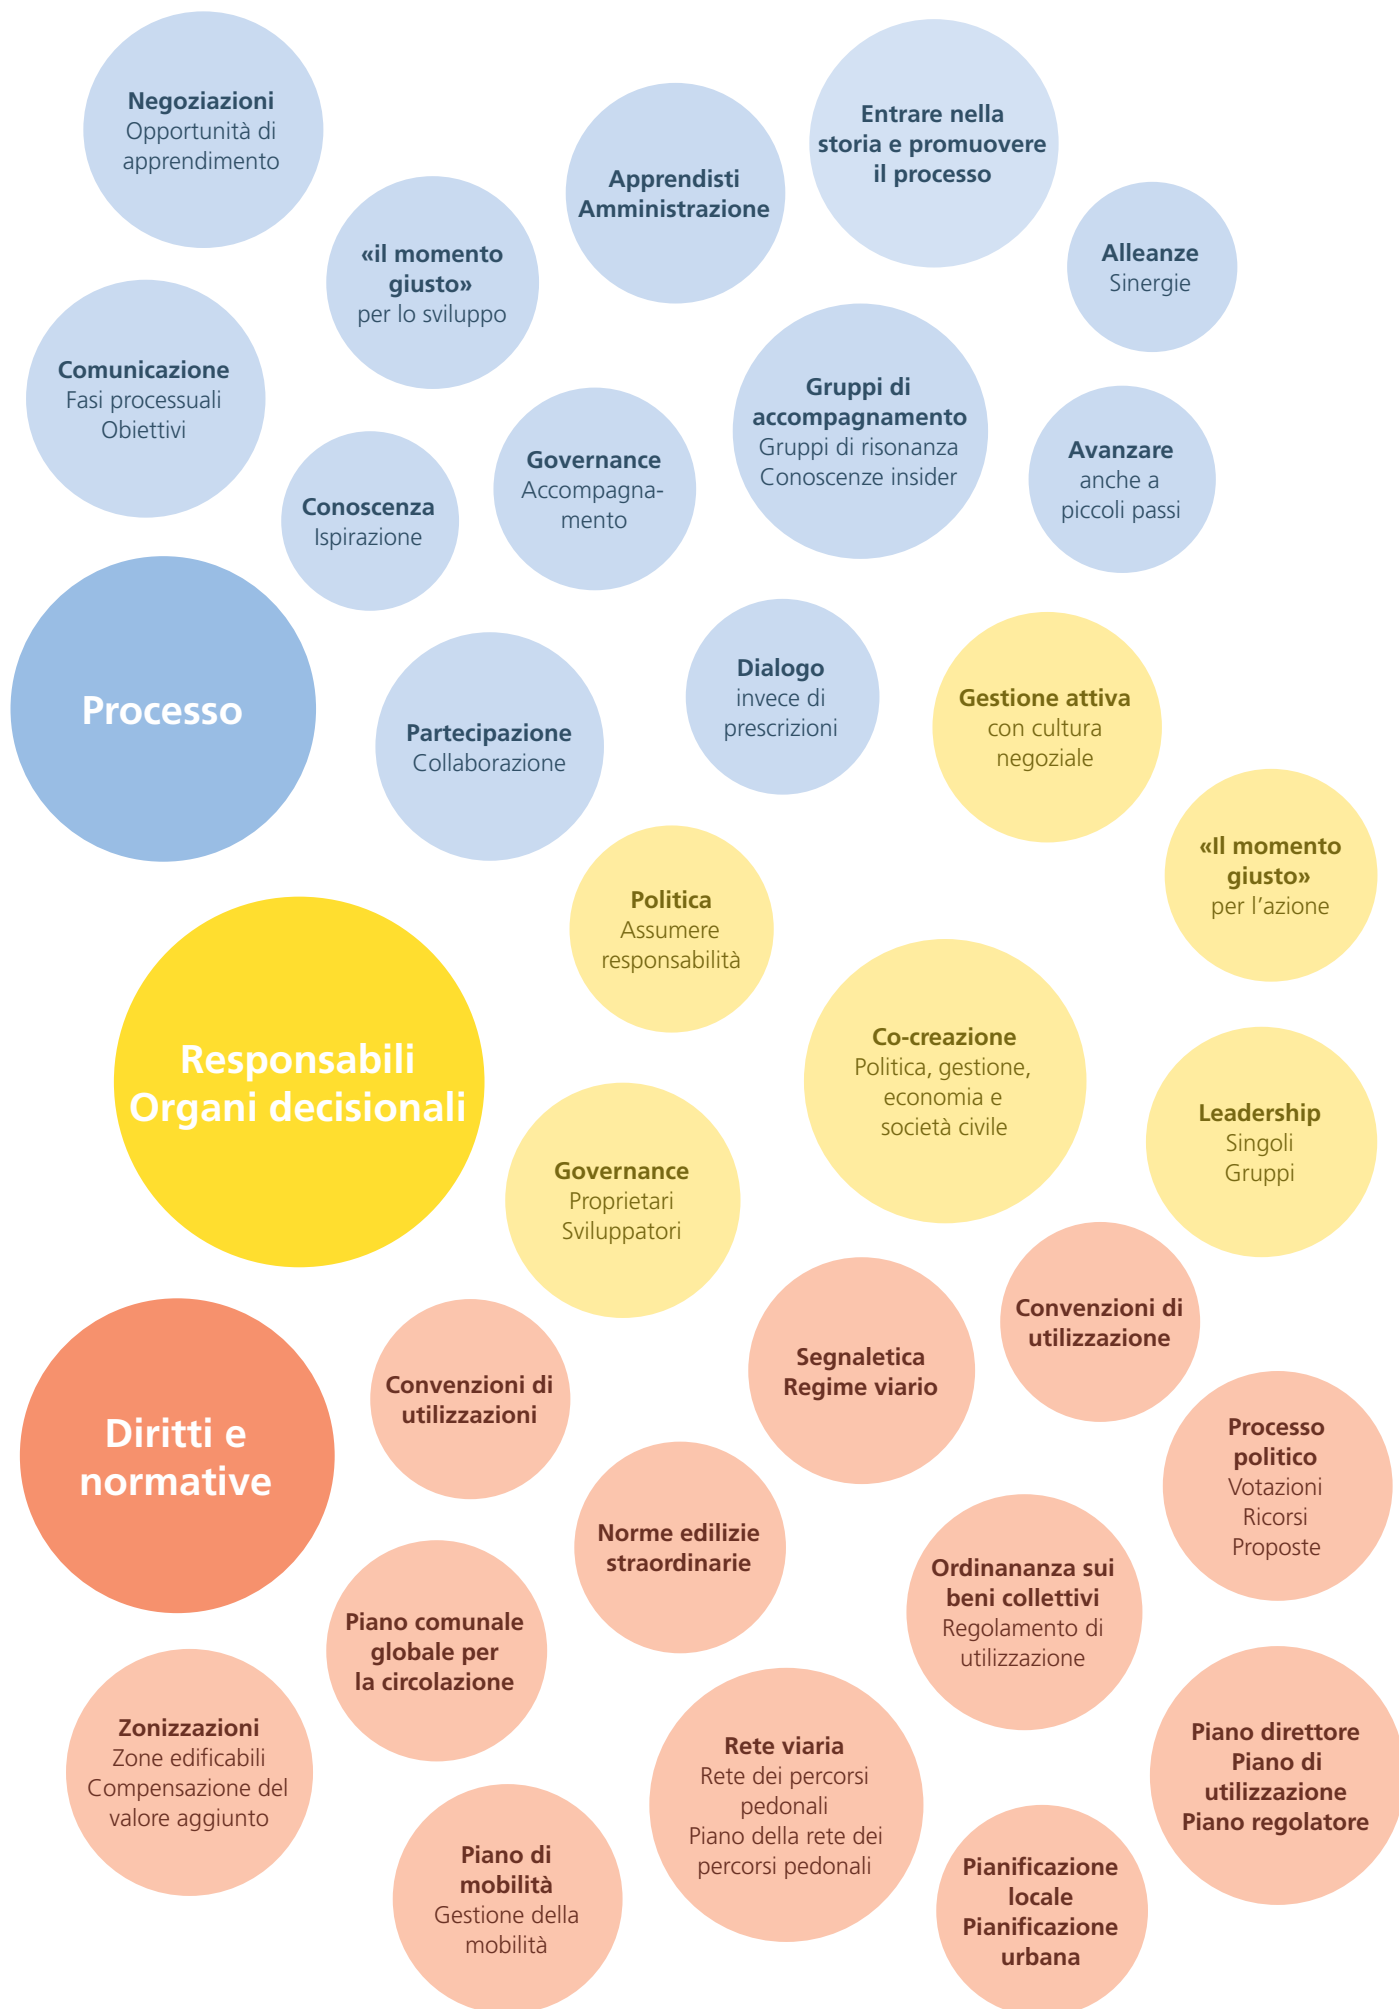 Negoziazioni
Opportunità di
apprendimento
Apprendisti
Amministrazione
Entrare nella
storia e promuovere
il processo
«il momento
giusto»
per lo sviluppo
Alleanze
Sinergie
Comunicazione
Fasi processuali
Obiettivi
Gruppi di
accompagnamento
Gruppi di risonanza
Conoscenze insider
Conoscenza
Ispirazione
Governance
Accompagna-
mento
Avanzare
anche a
piccoli passi
Processo
Partecipazione
Collaborazione
Dialogo
invece di
prescrizioni
Gestione attiva
con cultura
negoziale
«Il momento
giusto»
per l'azione
Politica
Assumere
responsabilità
Responsabili
Organi decisionali
Co-creazione
Politica, gestione,
economia e
società civile
Leadership
Singoli
Gruppi
Governance
Proprietari
Sviluppatori
Convenzioni di
utilizzazione
Segnaletica
Regime viario
Convenzioni di
utilizzazioni
Diritti e
normative
Processo
politico
Votazioni
Ricorsi
Proposte
Norme edilizie
straordinarie
Ordinananza sui
beni collettivi
Regolamento di
utilizzazione
Piano comunale
globale per
la circolazione
Zonizzazioni
Zone edificabili
Compensazione del
valore aggiunto
Rete viaria
Rete dei percorsi
pedonali
Piano della rete dei
percorsi pedonali
Piano direttore
Piano di
utilizzazione
Piano regolatore
Piano di
mobilità
Gestione della
mobilità
Pianificazione
locale
Pianificazione
urbana